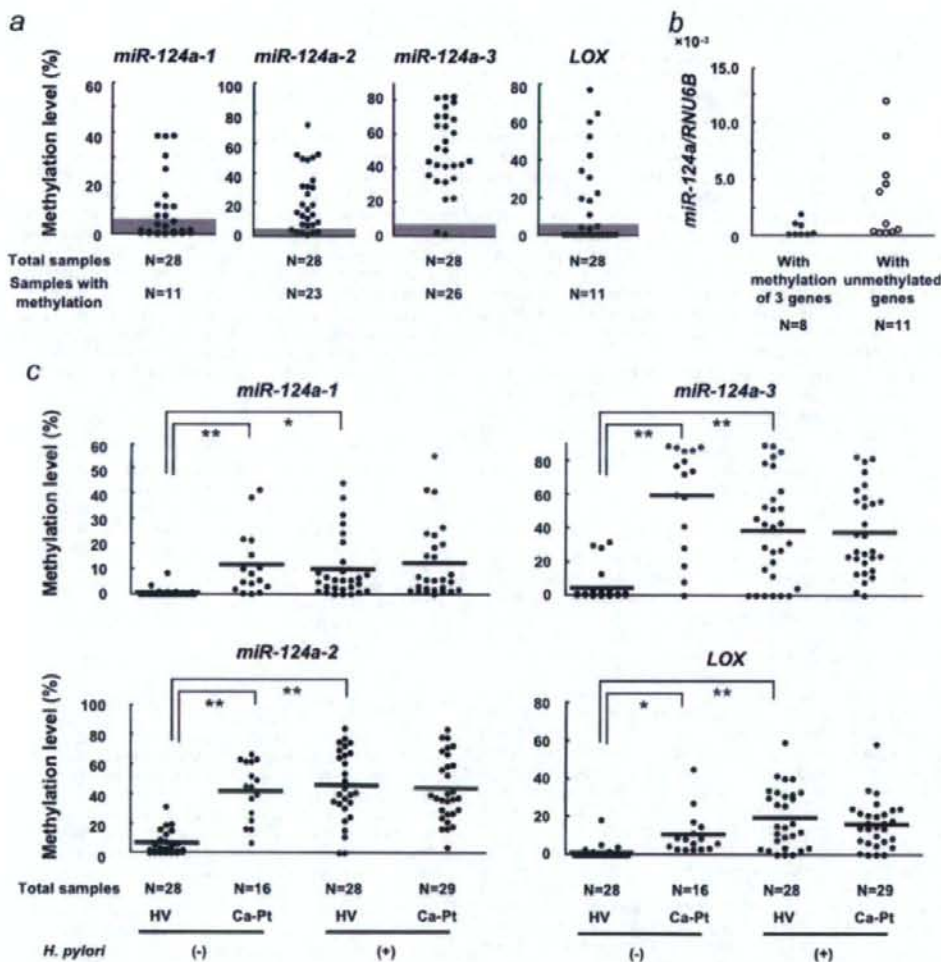 a
miR-124a-1 miR-124a-2 miR-124a-3 LOX
Methylation level (%)
60
40
20
0
100
80
60
40
20
0
80
60
40
20
0
80
60
40
20
0
Total samples N=28 N=28 N=28 N=28
Samples with methylation N=11 N=23 N=26 N=11
b
×10⁻³
miR-124a/RNU6B
15.0
10.0
5.0
0
With methylation of 3 genes
With unmethylated genes
N=8 N=11
c
miR-124a-1
Methylation level (%)
** *
60
50
40
30
20
10
0
miR-124a-3
Methylation level (%)
** **
80
60
40
20
0
miR-124a-2
Methylation level (%)
** **
100
80
60
40
20
0
LOX
Methylation level (%)
* **
80
60
40
20
0
Total samples N=28 N=16 N=28 N=29 N=28 N=16 N=28 N=29
HV Ca-Pt HV Ca-Pt HV Ca-Pt HV Ca-Pt
H. pylori (-) (+) (-) (+)